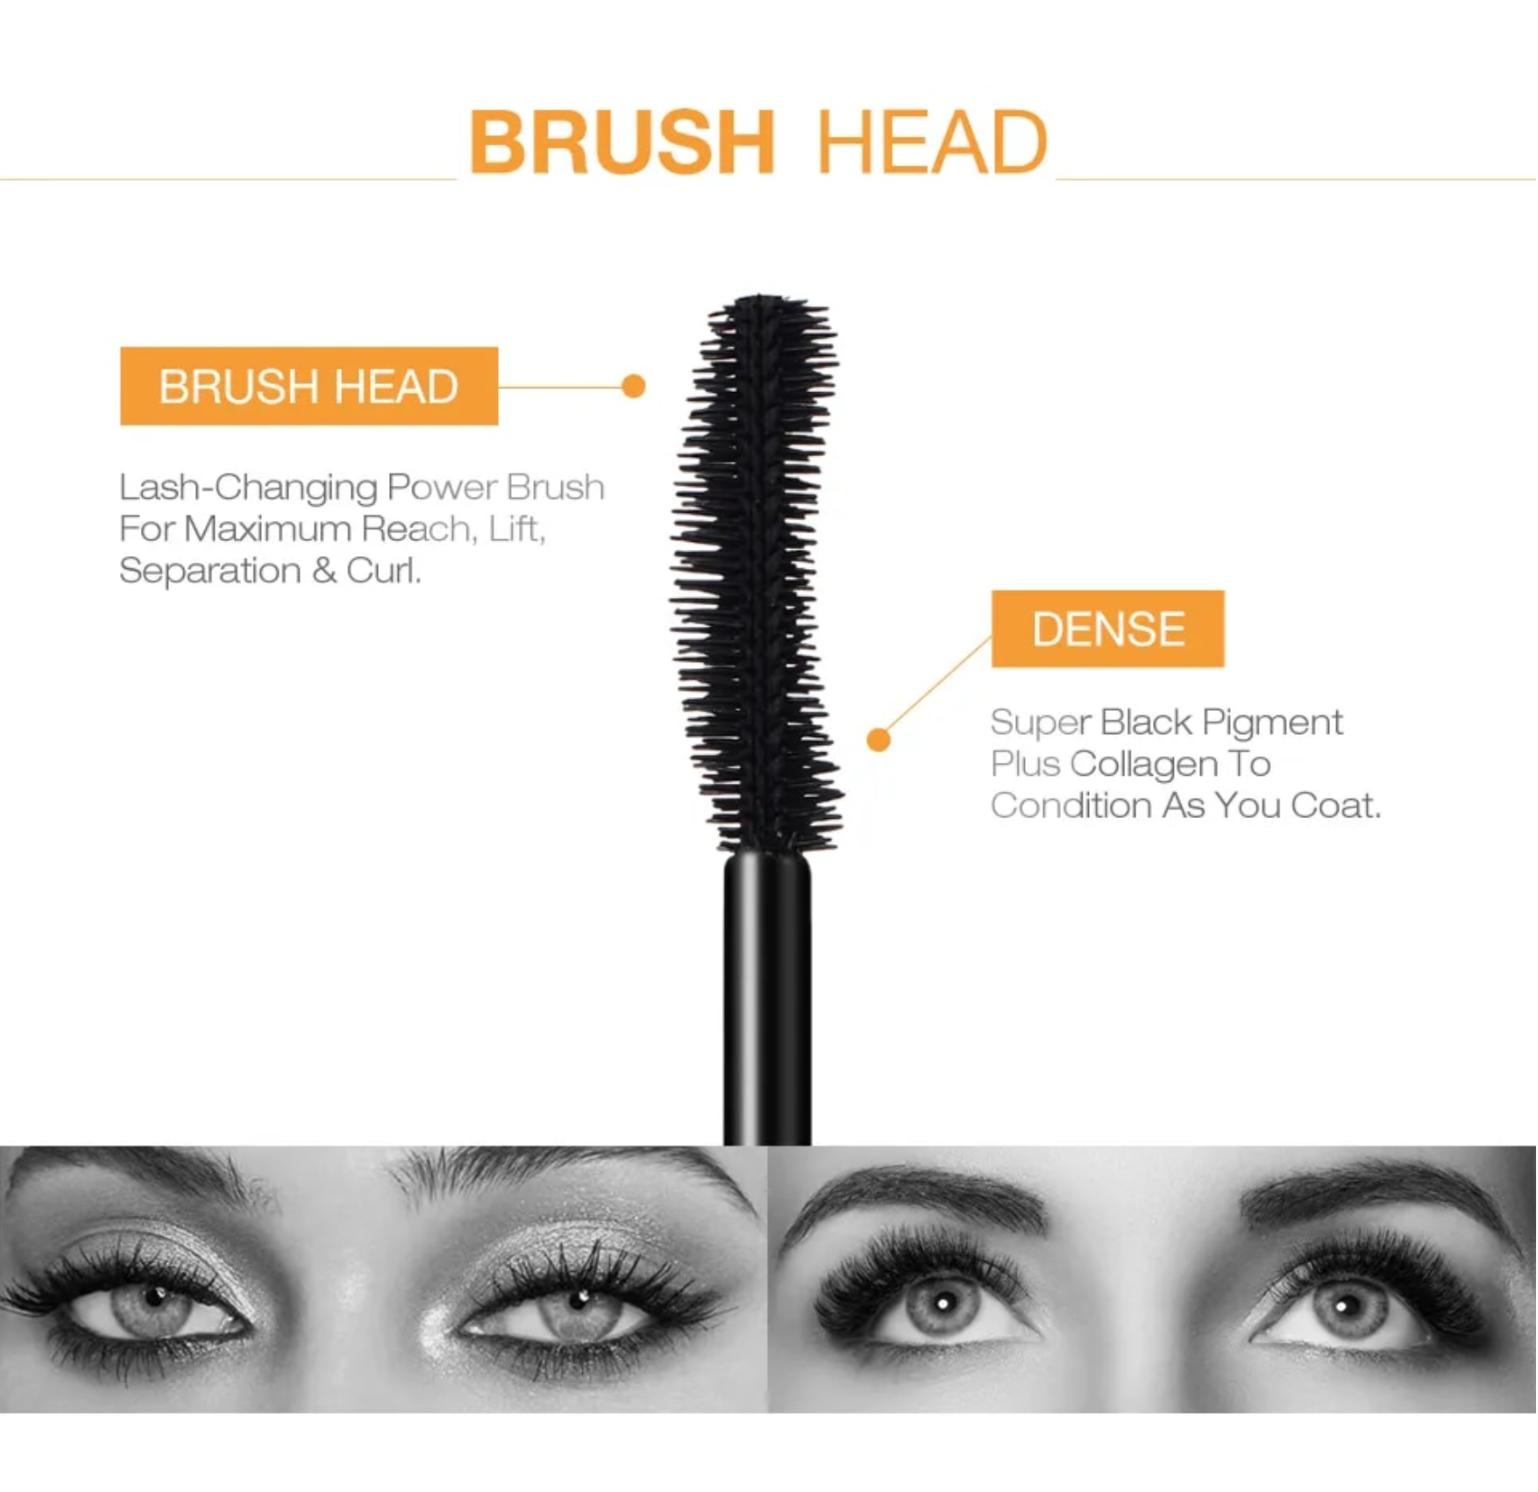 BRUSH HEAD
BRUSH HEAD
Lash-Changing Power Brush
For Maximum Reach, Lift,
Separation & Curl.
DENSE
Super Black Pigment
Plus Collagen To
Condition As You Coat.